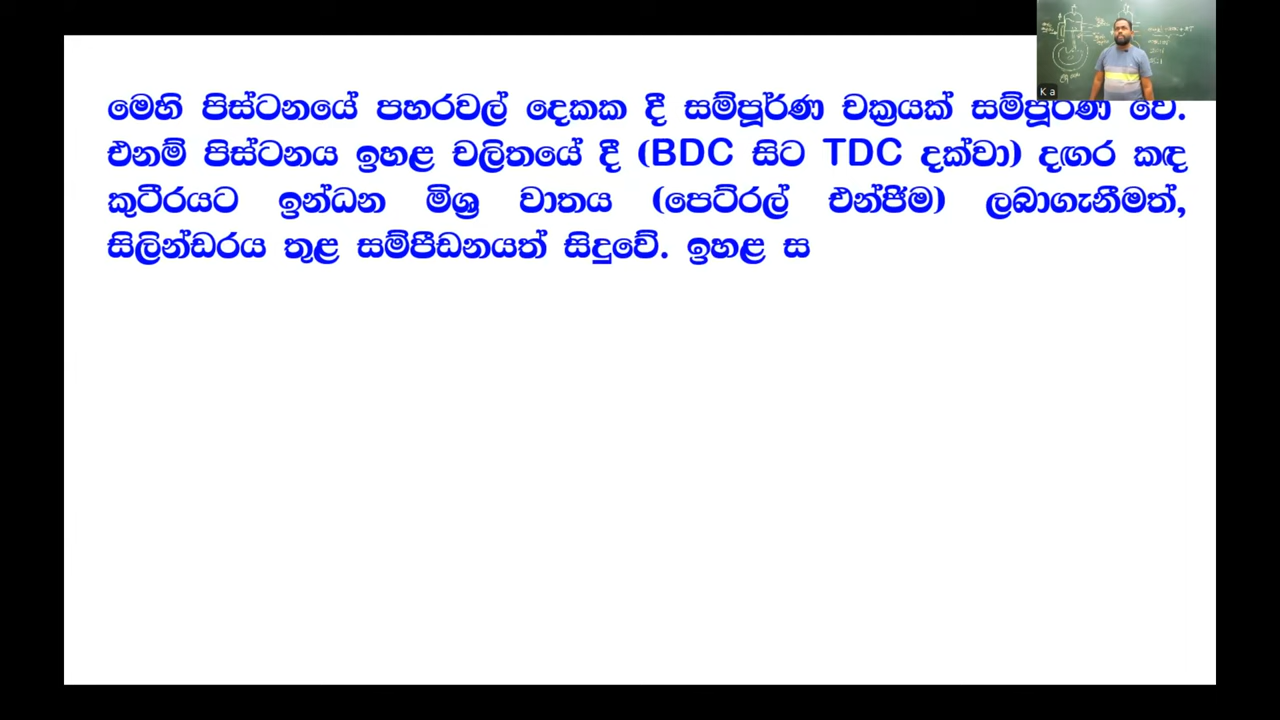 මෙහි පිස්ටනයේ පහරවල් දෙකක දී සම්පූර්ණ චක්‍රයක් සම්පූර්ණ වේ.
එනම් පිස්ටනය ඉහළ චලිතයේ දී (BDC සිට TDC දක්වා) දඟර කඳ
කුටීරයට ඉන්ධන මිශ්‍ර වාතය (පෙට්රල් එන්ජිම) ලබාගැනීමත්,
සිලින්ඩරය තුළ සම්පීඩනයත් සිදුවේ. ඉහළ ස
K a